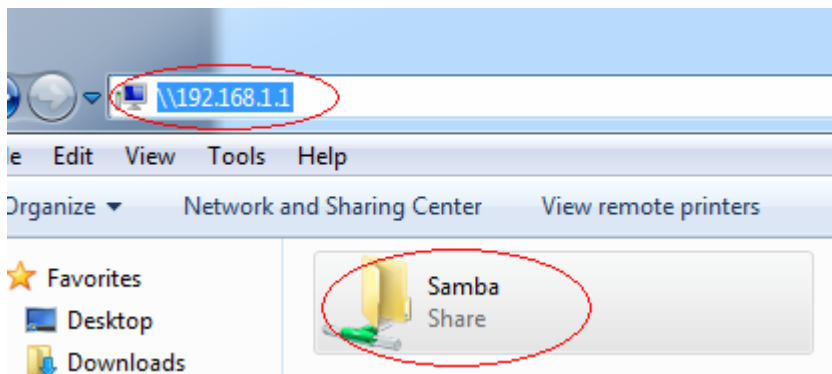 \\192.168.1.1
Edit View Tools Help
Organize Network and Sharing Center View remote printers
Favorites
Samba
Share
Desktop
Downloads